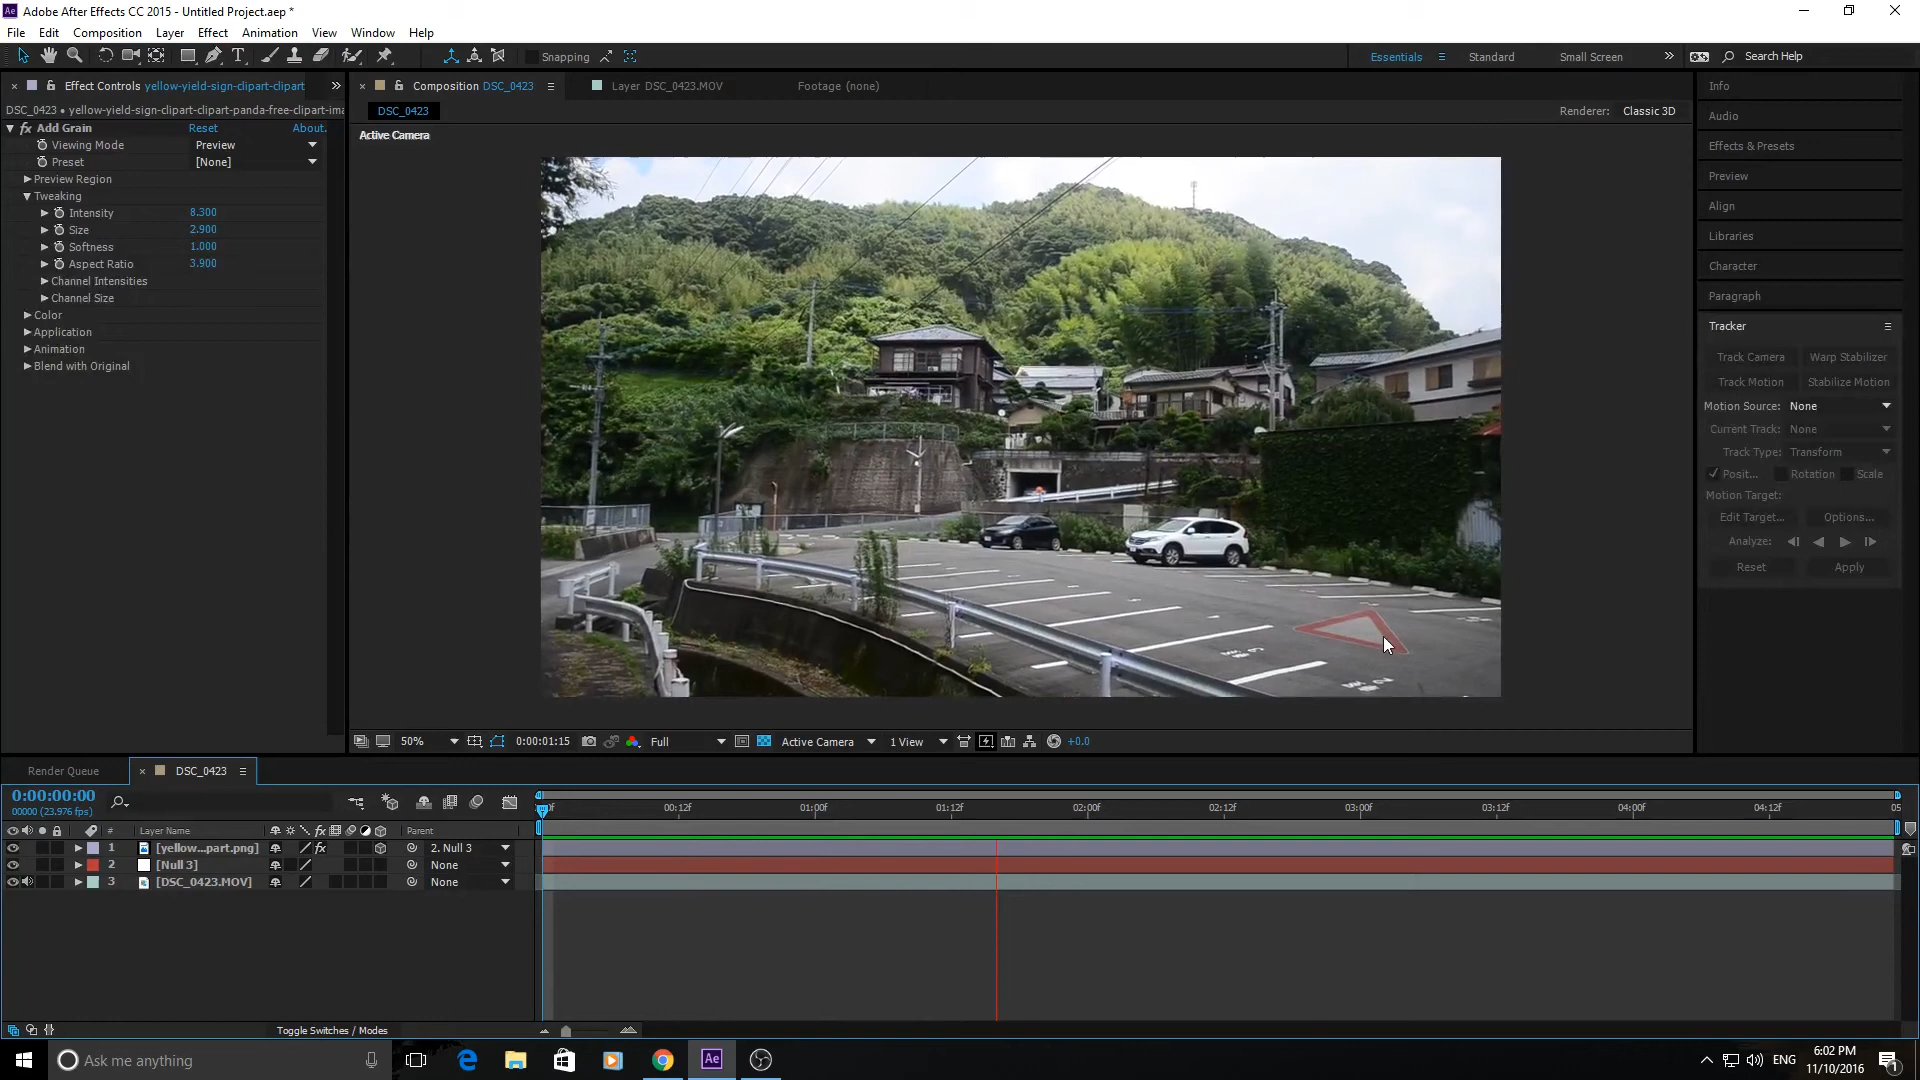 Adobe After Effects CC 2015 - Untitled Project.aep *
File Edit Composition Layer Effect Animation View Window Help
Snapping
Essentials Standard Small Screen Search Help
Effect Controls yellow-yield-sign-clipart-clipart
Composition DSC_0423
Layer DSC_0423.MOV
Footage (none)
DSC_0423 • yellow-yield-sign-clipart-clipart-panda-free-clipart-ima
DSC_0423
Renderer: Classic 3D
Active Camera
fx Add Grain Reset About.
Viewing Mode Preview
Preset [None]
Preview Region
Tweaking
Intensity 8.300
Size 2.900
Softness 1.000
Aspect Ratio 3.900
Channel Intensities
Channel Size
Color
Application
Animation
Blend with Original
Info
Audio
Effects & Presets
Preview
Align
Libraries
Character
Paragraph
Tracker
Track Camera Warp Stabilizer
Track Motion Stabilize Motion
Motion Source: None
Current Track: None
Track Type: Transform
Posit... Rotation Scale
Motion Target:
Edit Target... Options...
Analyze:
Reset Apply
50% 0:00:01:15 Full Active Camera 1 View +0.0
Render Queue DSC_0423
0:00:00:00
00000 (23.976 fps)
00:12f 01:00f 01:12f 02:00f 02:12f 03:00f 03:12f 04:00f 04:12f 05
# Layer Name fx Parent
1 [yellow...part.png] fx 2. Null 3
2 [Null 3] None
3 [DSC_0423.MOV] None
Toggle Switches / Modes
Ask me anything
Ae
ENG
6:02 PM
11/10/2016
1